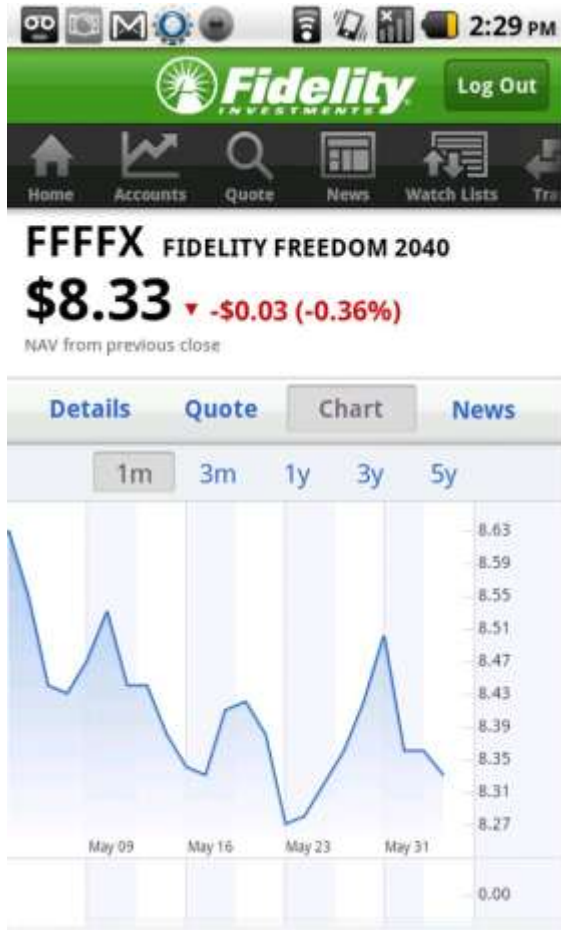 2:29 PM
Fidelity
INVESTMENTS
Log Out
Home Accounts Quote News Watch Lists Tra
FFFFX FIDELITY FREEDOM 2040
$8.33 ▼ -$0.03 (-0.36%)
NAV from previous close
Details Quote Chart News
1m 3m 1y 3y 5y
8.63
8.59
8.55
8.51
8.47
8.43
8.39
8.35
8.31
8.27
May 09 May 16 May 23 May 31
0.00